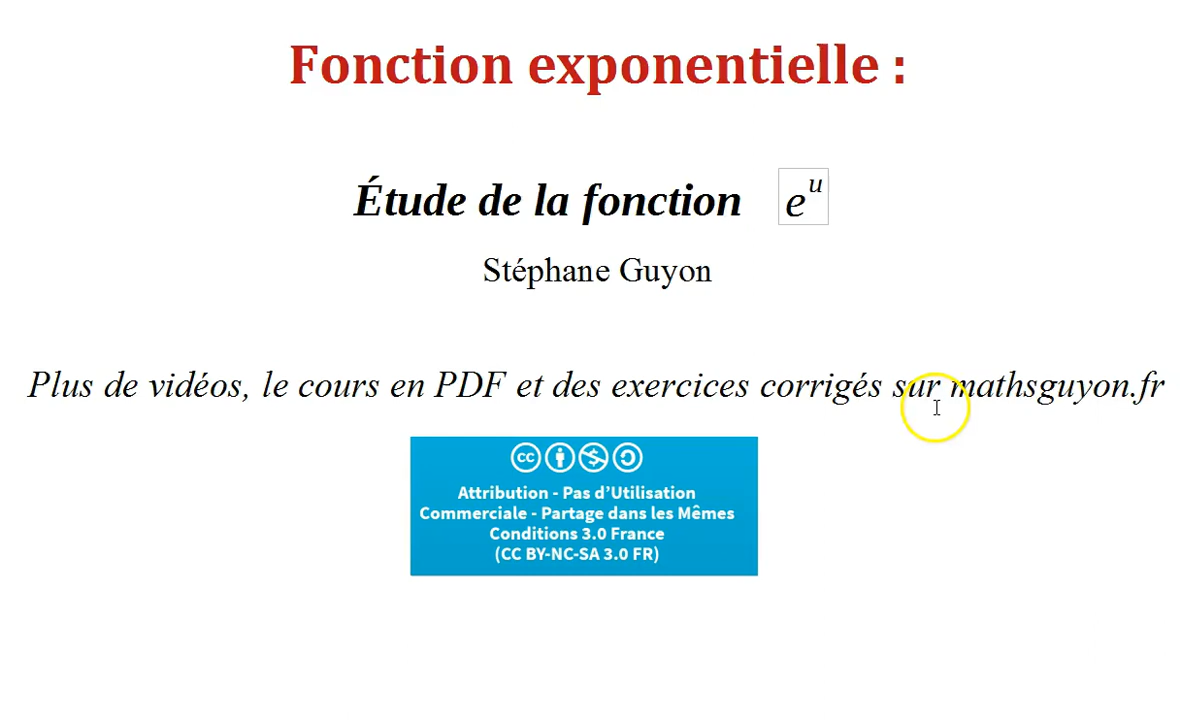 Fonction exponentielle :
Étude de la fonction e^u
Stéphane Guyon
Plus de vidéos, le cours en PDF et des exercices corrigés sur mathsguyon.fr
cc
Attribution - Pas d’Utilisation
Commerciale - Partage dans les Mêmes
Conditions 3.0 France
(CC BY-NC-SA 3.0 FR)